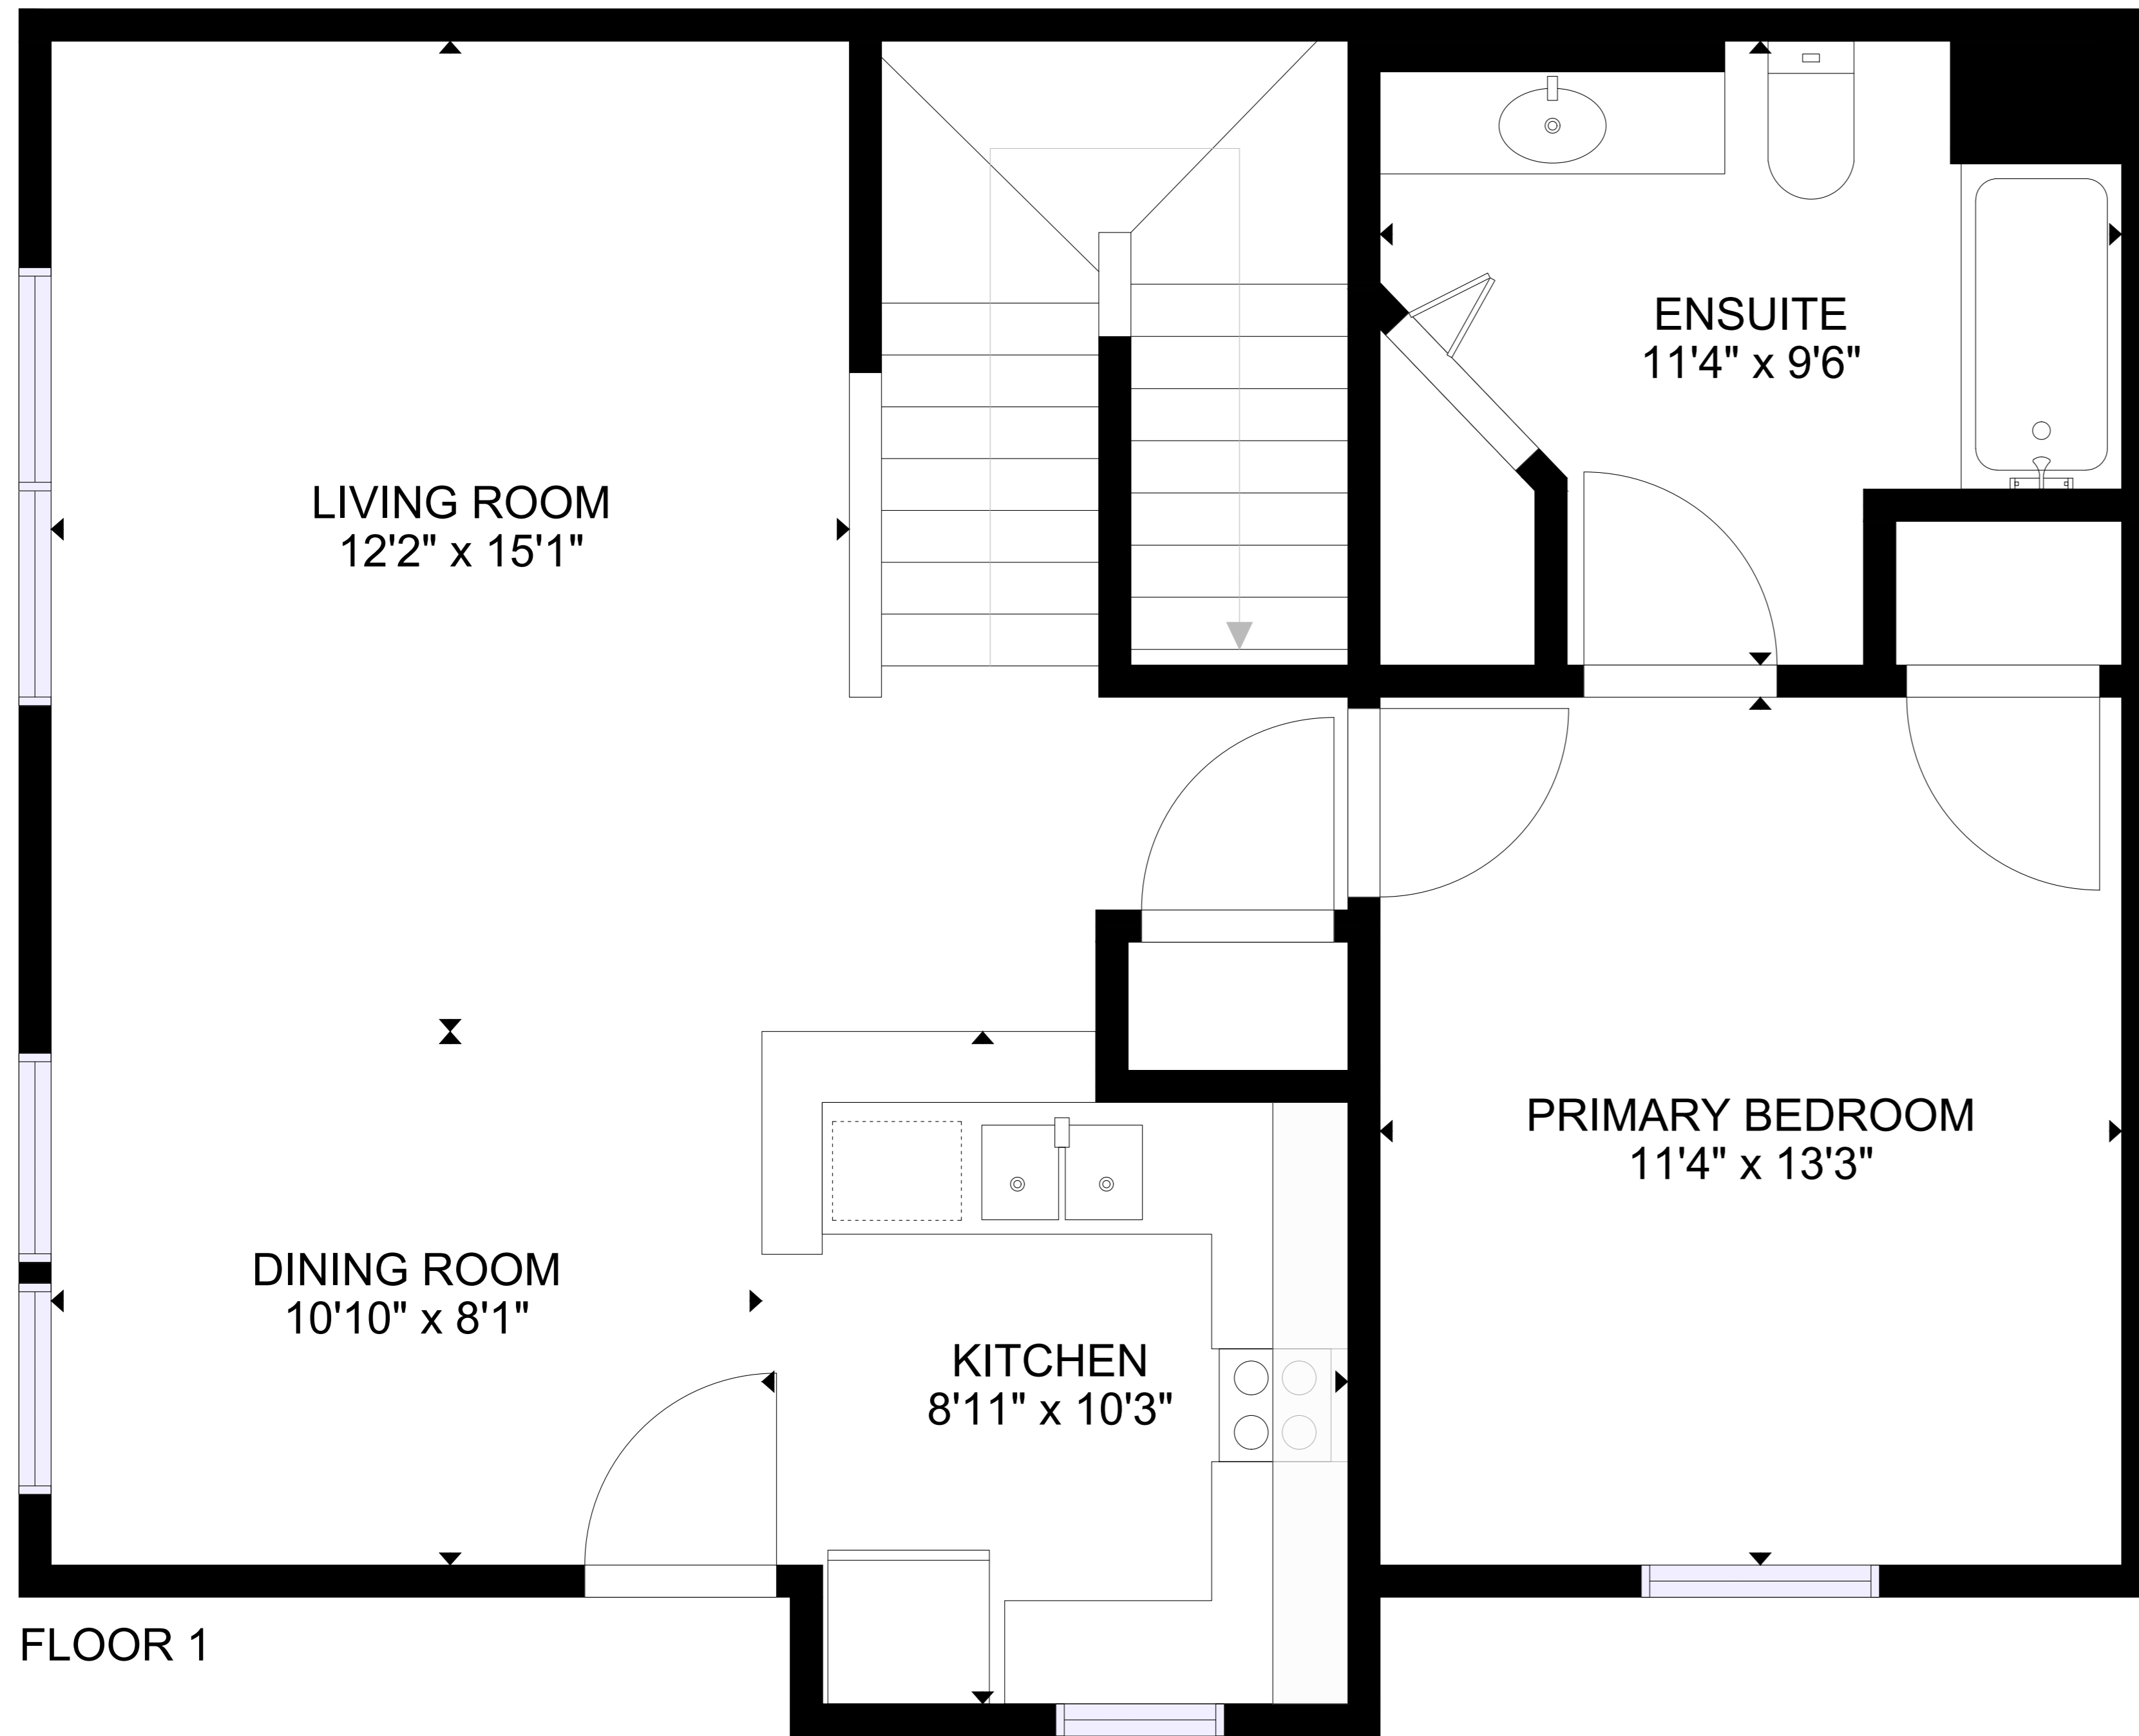 LIVING ROOM
12'2" x 15'1"
ENSUITE
11'4" x 9'6"
PRIMARY BEDROOM
11'4" x 13'3"
DINING ROOM
10'10" x 8'1"
KITCHEN
8'11" x 10'3"
FLOOR 1